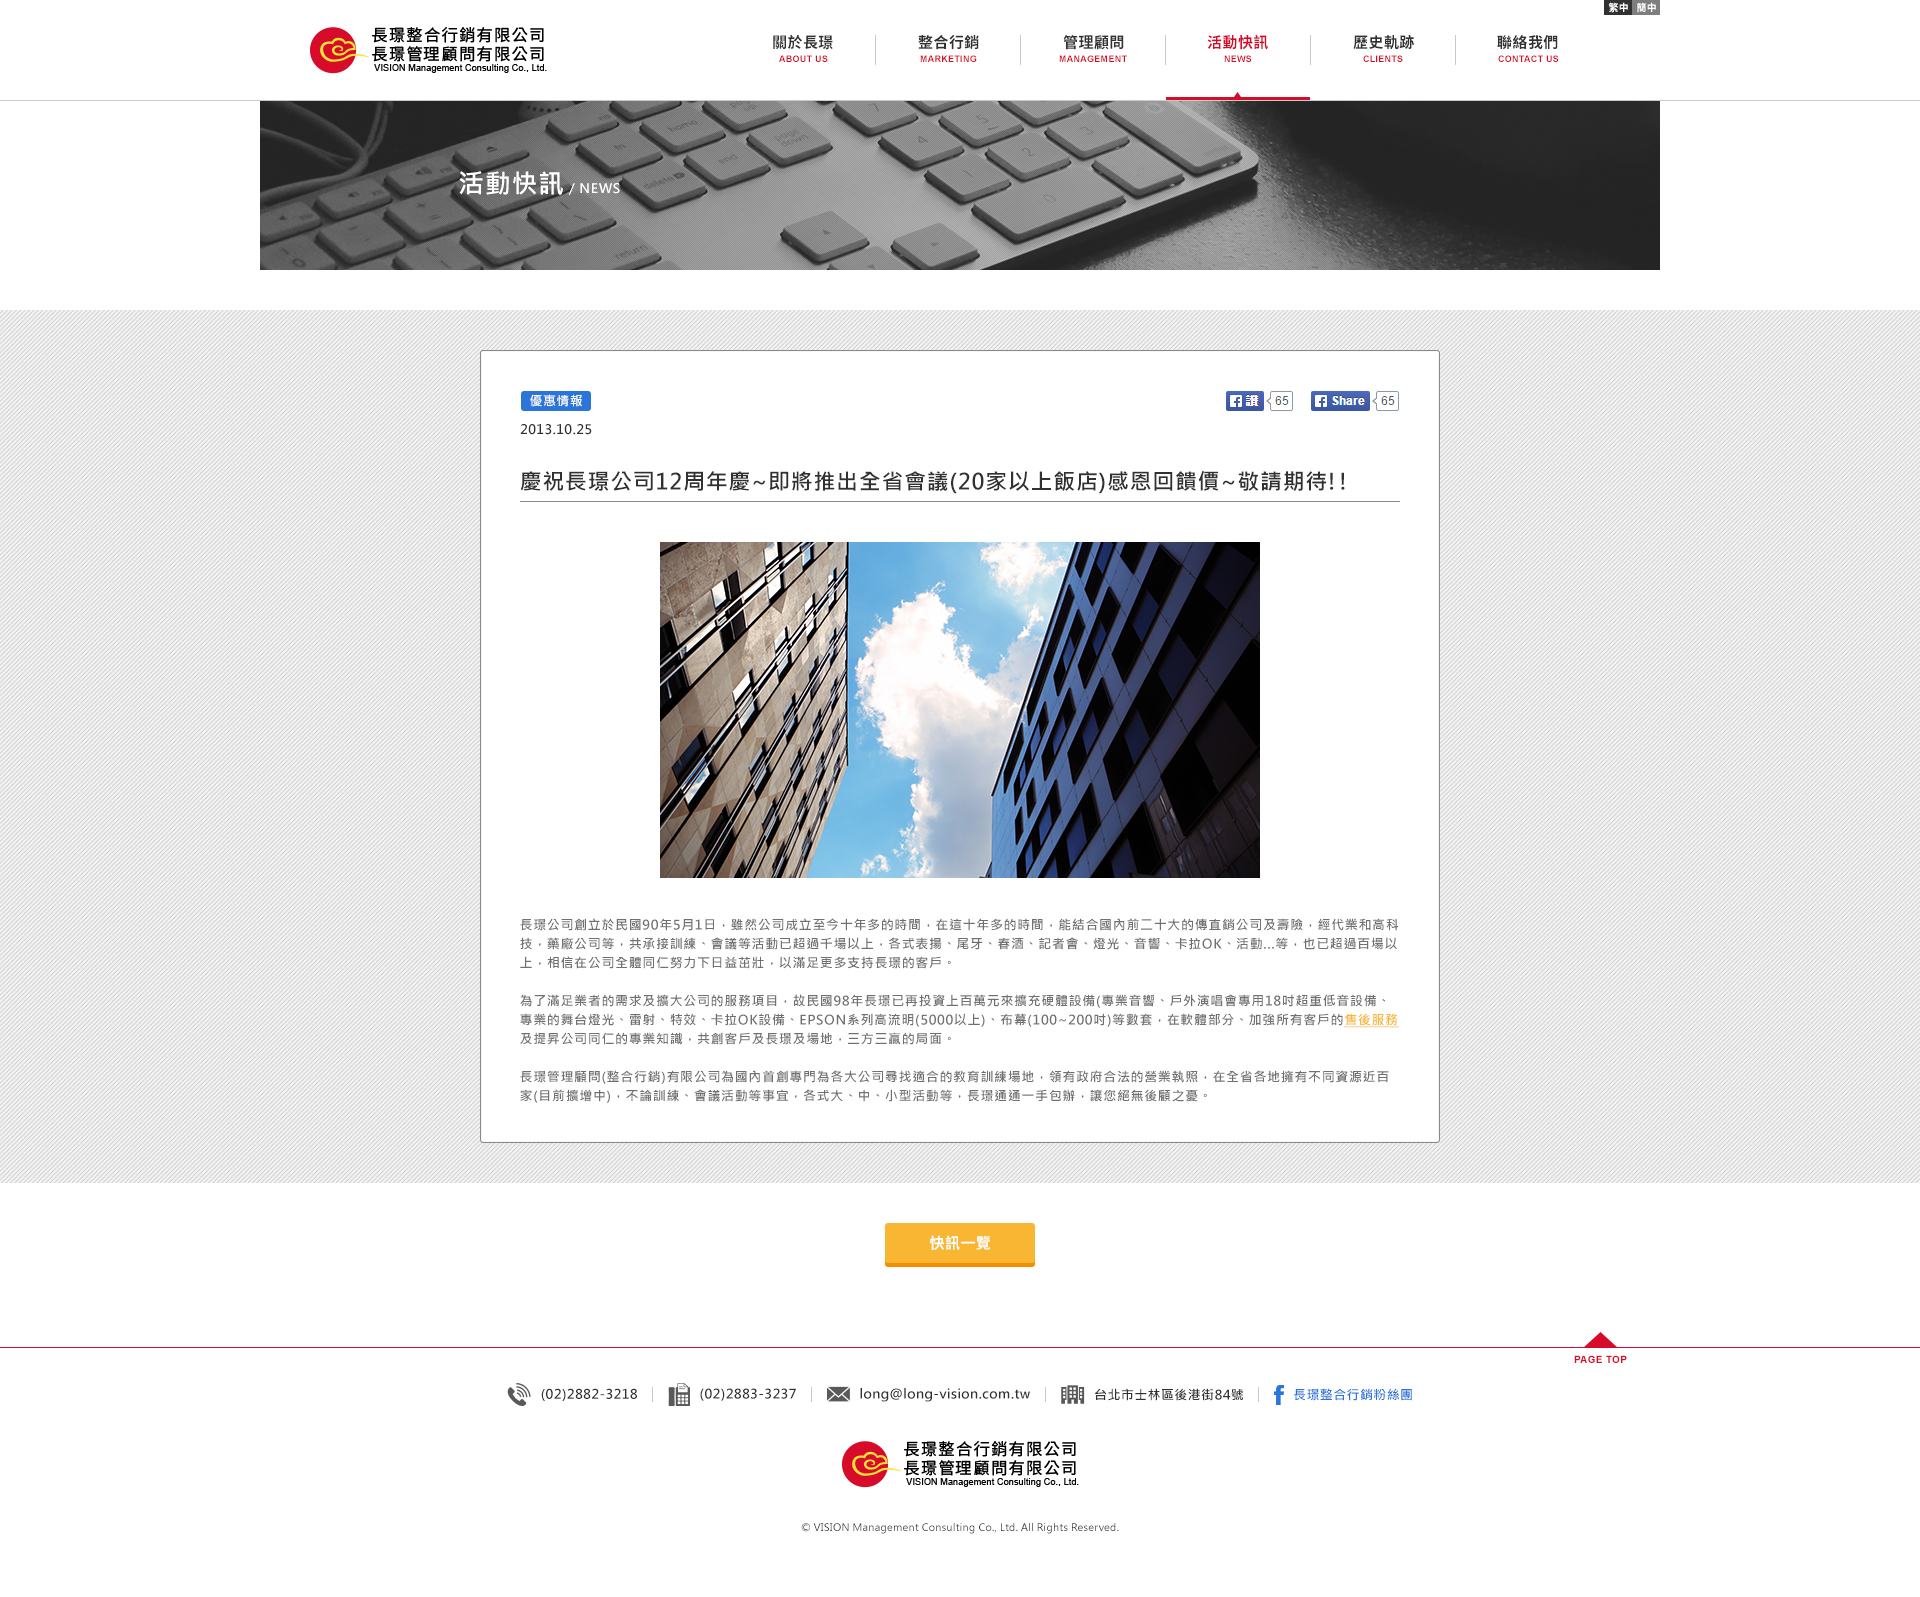 繁中 簡中
長璟整合行銷有限公司
長璟管理顧問有限公司
VISION Management Consulting Co., Ltd.
關於長璟 整合行銷 管理顧問 活動快訊 歷史軌跡 聯絡我們
ABOUT US MARKETING MANAGEMENT NEWS CLIENTS CONTACT US
活動快訊 / NEWS
優惠情報
讚 65 Share 65
2013.10.25
慶祝長璟公司12周年慶~即將推出全省會議(20家以上飯店)感恩回饋價~敬請期待!!
長璟公司創立於民國90年5月1日，雖然公司成立至今十年多的時間，在這十年多的時間，能結合國內前二十大的傳直銷公司及壽險，經代業和高科
技，藥廠公司等，共承接訓練、會議等活動已超過千場以上，各式表揚、尾牙、春酒、記者會、燈光、音響、卡拉OK、活動...等，也已超過百場以
上，相信在公司全體同仁努力下日益茁壯，以滿足更多支持長璟的客戶。
為了滿足業者的需求及擴大公司的服務項目，故民國98年長璟已再投資上百萬元來擴充硬體設備(專業音響、戶外演唱會專用18吋超重低音設備、
專業的舞台燈光、雷射、特效、卡拉OK設備、EPSON系列高流明(5000以上)、布幕(100~200吋)等數套，在軟體部分、加強所有客戶的售後服務
及提昇公司同仁的專業知識，共創客戶及長璟及場地，三方三贏的局面。
長璟管理顧問(整合行銷)有限公司為國內首創專門為各大公司尋找適合的教育訓練場地，領有政府合法的營業執照，在全省各地擁有不同資源近百
家(目前擴增中)，不論訓練、會議活動等事宜，各式大、中、小型活動等，長璟通通一手包辦，讓您絕無後顧之憂。
快訊一覽
PAGE TOP
(02)2882-3218 (02)2883-3237 long@long-vision.com.tw 台北市士林區後港街84號 長璟整合行銷粉絲團
長璟整合行銷有限公司
長璟管理顧問有限公司
VISION Management Consulting Co., Ltd.
© VISION Management Consulting Co., Ltd. All Rights Reserved.